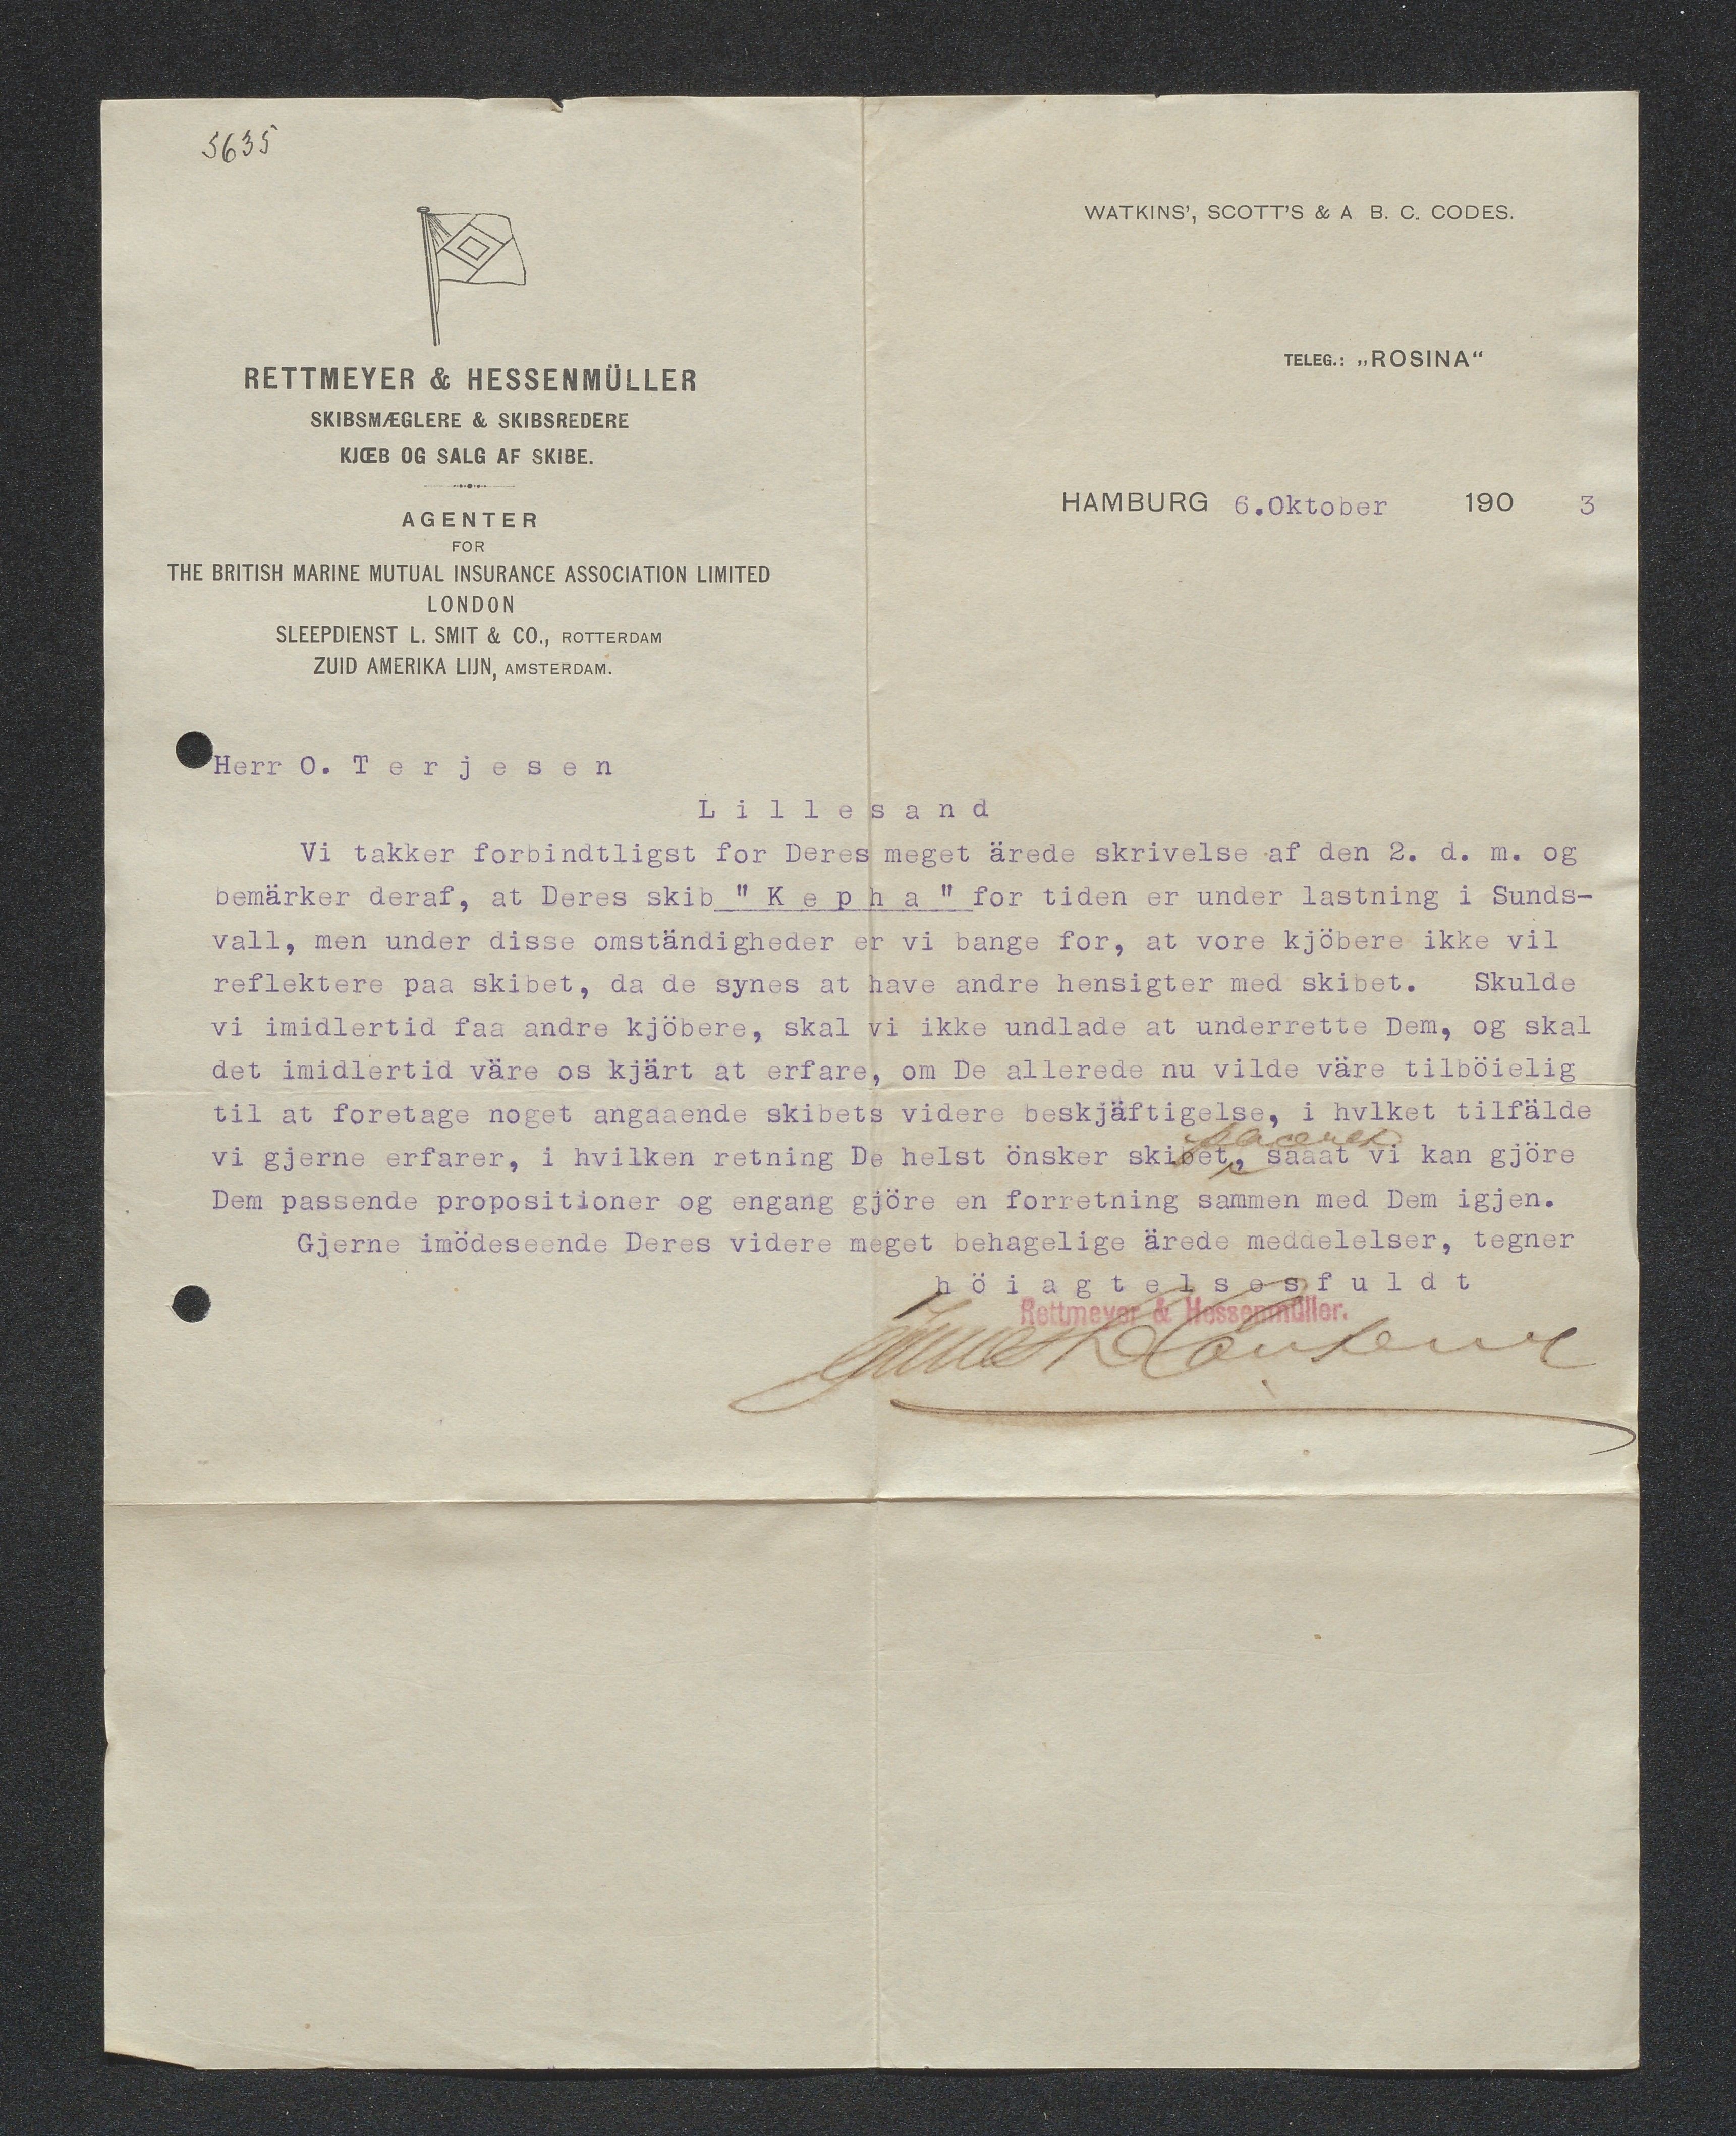 5635
WATKINS', SCOTT'S & A. B. C. CODES.
TELEG.: „ROSINA“
RETTMEYER & HESSENMÜLLER
SKIBSMÆGLERE & SKIBSREDERE
KJŒB OG SALG AF SKIBE.
AGENTER
FOR
THE BRITISH MARINE MUTUAL INSURANCE ASSOCIATION LIMITED
LONDON
SLEEPDIENST L. SMIT & CO., ROTTERDAM
ZUID AMERIKA LIJN, AMSTERDAM.
HAMBURG 6.Oktober 190 3
Herr O. T e r j e s e n
L i l l e s a n d
Vi takker forbindtligst for Deres meget ärede skrivelse af den 2. d. m. og
bemärker deraf, at Deres skib " K e p h a " for tiden er under lastning i Sunds-
vall, men under disse omständigheder er vi bange for, at vore kjöbere ikke vil
reflektere paa skibet, da de synes at have andre hensigter med skibet. Skulde
vi imidlertid faa andre kjöbere, skal vi ikke undlade at underrette Dem, og skal
det imidlertid väre os kjärt at erfare, om De allerede nu vilde väre tilböielig
til at foretage noget angaaende skibets videre beskjäftigelse, i hvlket tilfälde
placeret
vi gjerne erfarer, i hvilken retning De helst önsker skibet, saaat vi kan gjöre
Dem passende propositioner og engang gjöre en forretning sammen med Dem igjen.
Gjerne imödeseende Deres videre meget behagelige ärede meddelelser, tegner
h ö i a g t e l s e s f u l d t
Rettmeyer & Hessenmüller.